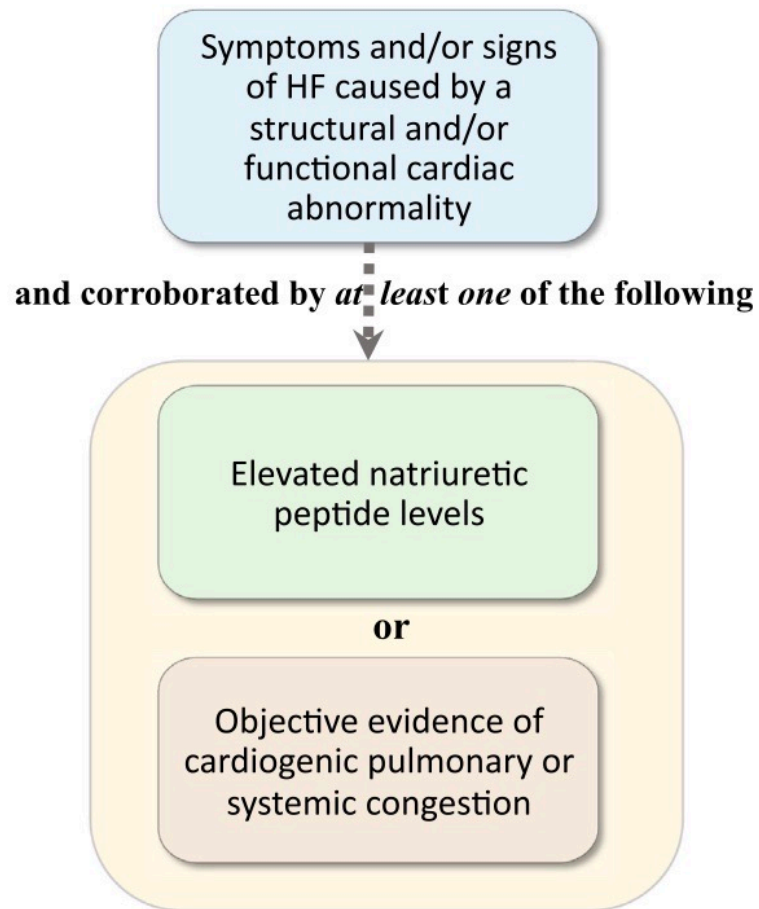 Symptoms and/or signs
of HF caused by a
structural and/or
functional cardiac
abnormality
and corroborated by at least one of the following
Elevated natriuretic
peptide levels
or
Objective evidence of
cardiogenic pulmonary or
systemic congestion